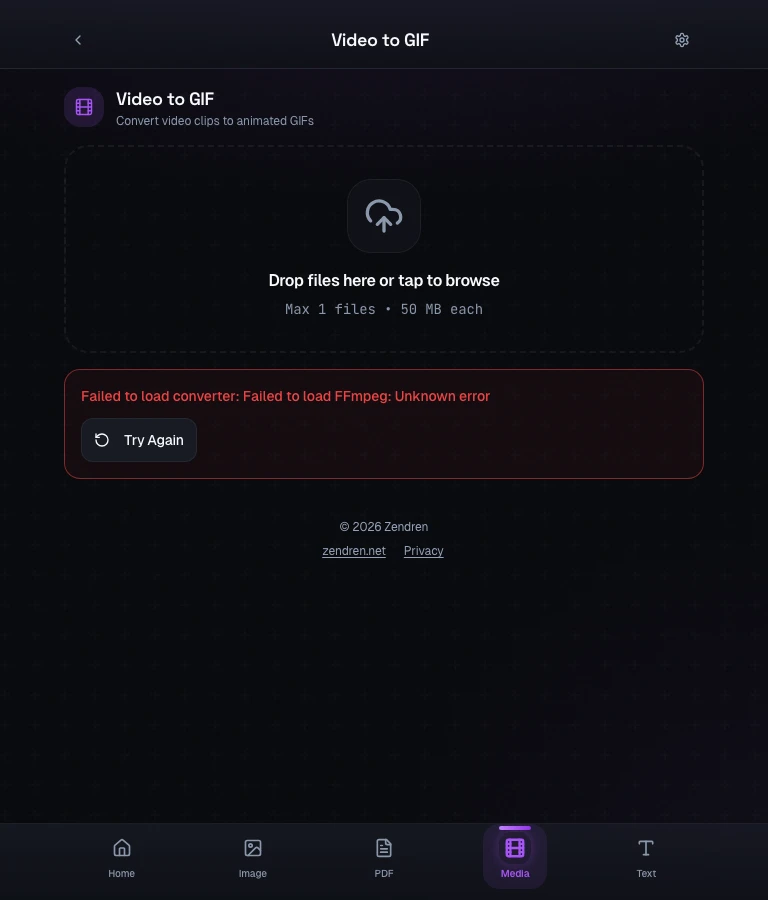 Video to GIF
Video to GIF
Convert video clips to animated GIFs
Drop files here or tap to browse
Max 1 files • 50 MB each
Failed to load converter: Failed to load FFmpeg: Unknown error
Try Again
© 2026 Zendren
zendren.net Privacy
Home Image PDF Media Text